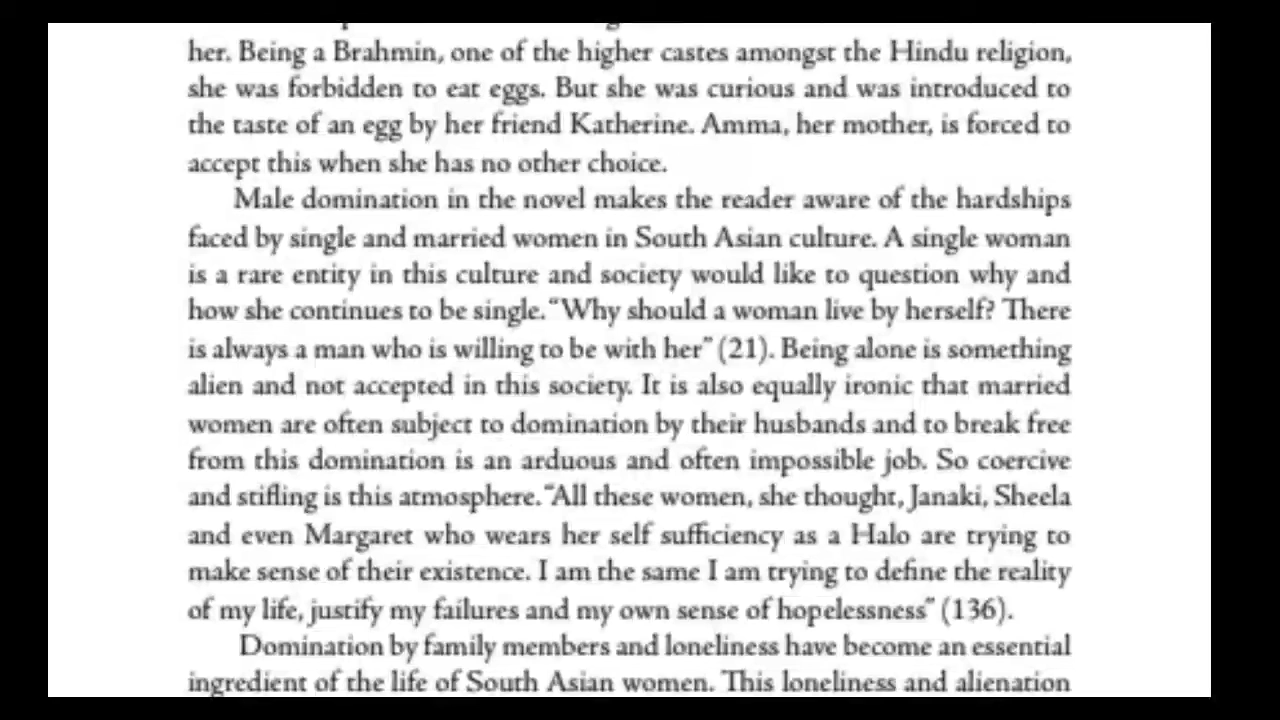 her. Being a Brahmin, one of the higher castes amongst the Hindu religion,
she was forbidden to eat eggs. But she was curious and was introduced to
the taste of an egg by her friend Katherine. Amma, her mother, is forced to
accept this when she has no other choice.
Male domination in the novel makes the reader aware of the hardships
faced by single and married women in South Asian culture. A single woman
is a rare entity in this culture and society would like to question why and
how she continues to be single. “Why should a woman live by herself? There
is always a man who is willing to be with her” (21). Being alone is something
alien and not accepted in this society. It is also equally ironic that married
women are often subject to domination by their husbands and to break free
from this domination is an arduous and often impossible job. So coercive
and stifling is this atmosphere. “All these women, she thought, Janaki, Sheela
and even Margaret who wears her self sufficiency as a Halo are trying to
make sense of their existence. I am the same I am trying to define the reality
of my life, justify my failures and my own sense of hopelessness” (136).
Domination by family members and loneliness have become an essential
ingredient of the life of South Asian women. This loneliness and alienation